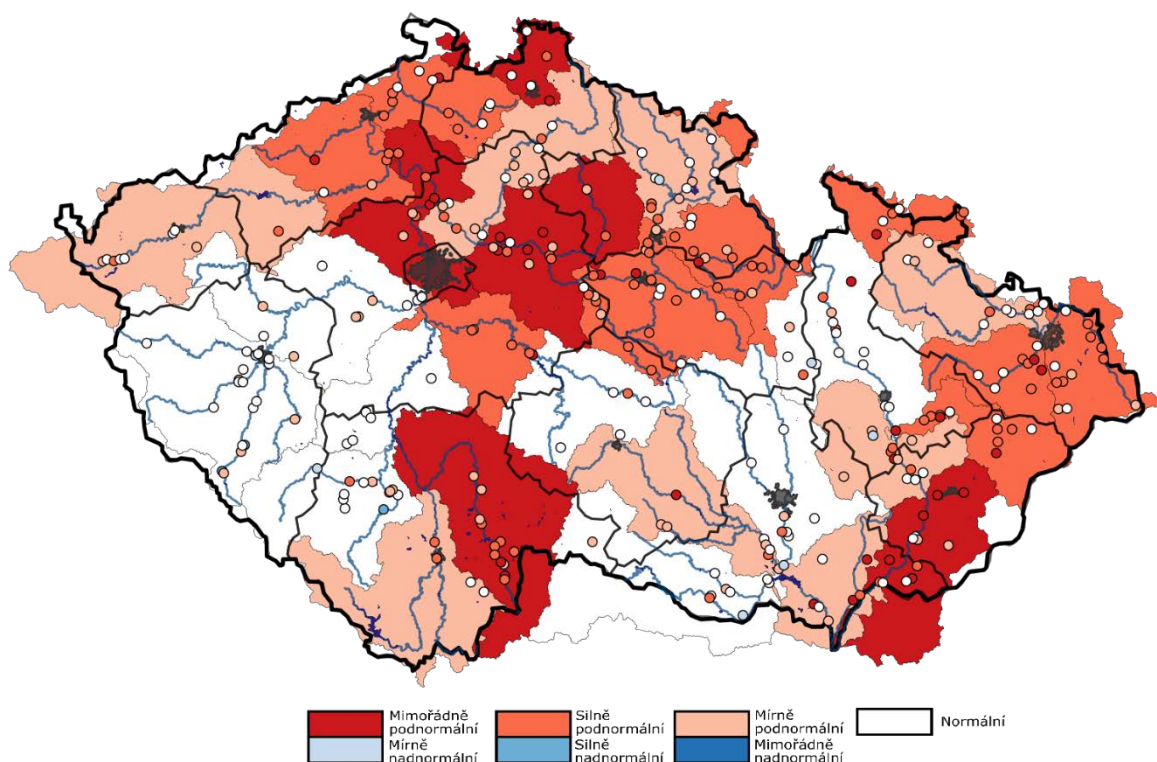 Mimořádně
podnormální
Silně
podnormální
Mírně
podnormální
Normální
Mírně
nadnormální
Silně
nadnormální
Mimořádně
nadnormální